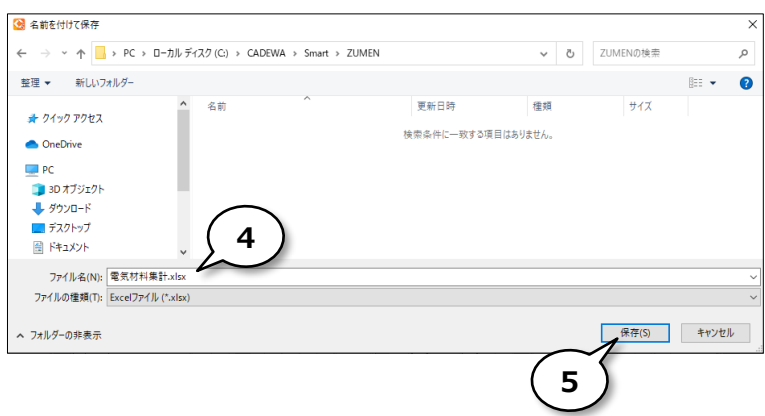 名前を付けて保存
PC › ローカル ディスク (C:) › CADEWA › Smart › ZUMEN
ZUMENの検索
整理 新しいフォルダー
名前 更新日時 種類 サイズ
検索条件に一致する項目はありません。
クイック アクセス
OneDrive
PC
3D オブジェクト
ダウンロード
デスクトップ
ドキュメント
4
ファイル名(N): 電気材料集計.xlsx
ファイルの種類(T): Excelファイル (*.xlsx)
フォルダーの非表示
保存(S) キャンセル
5